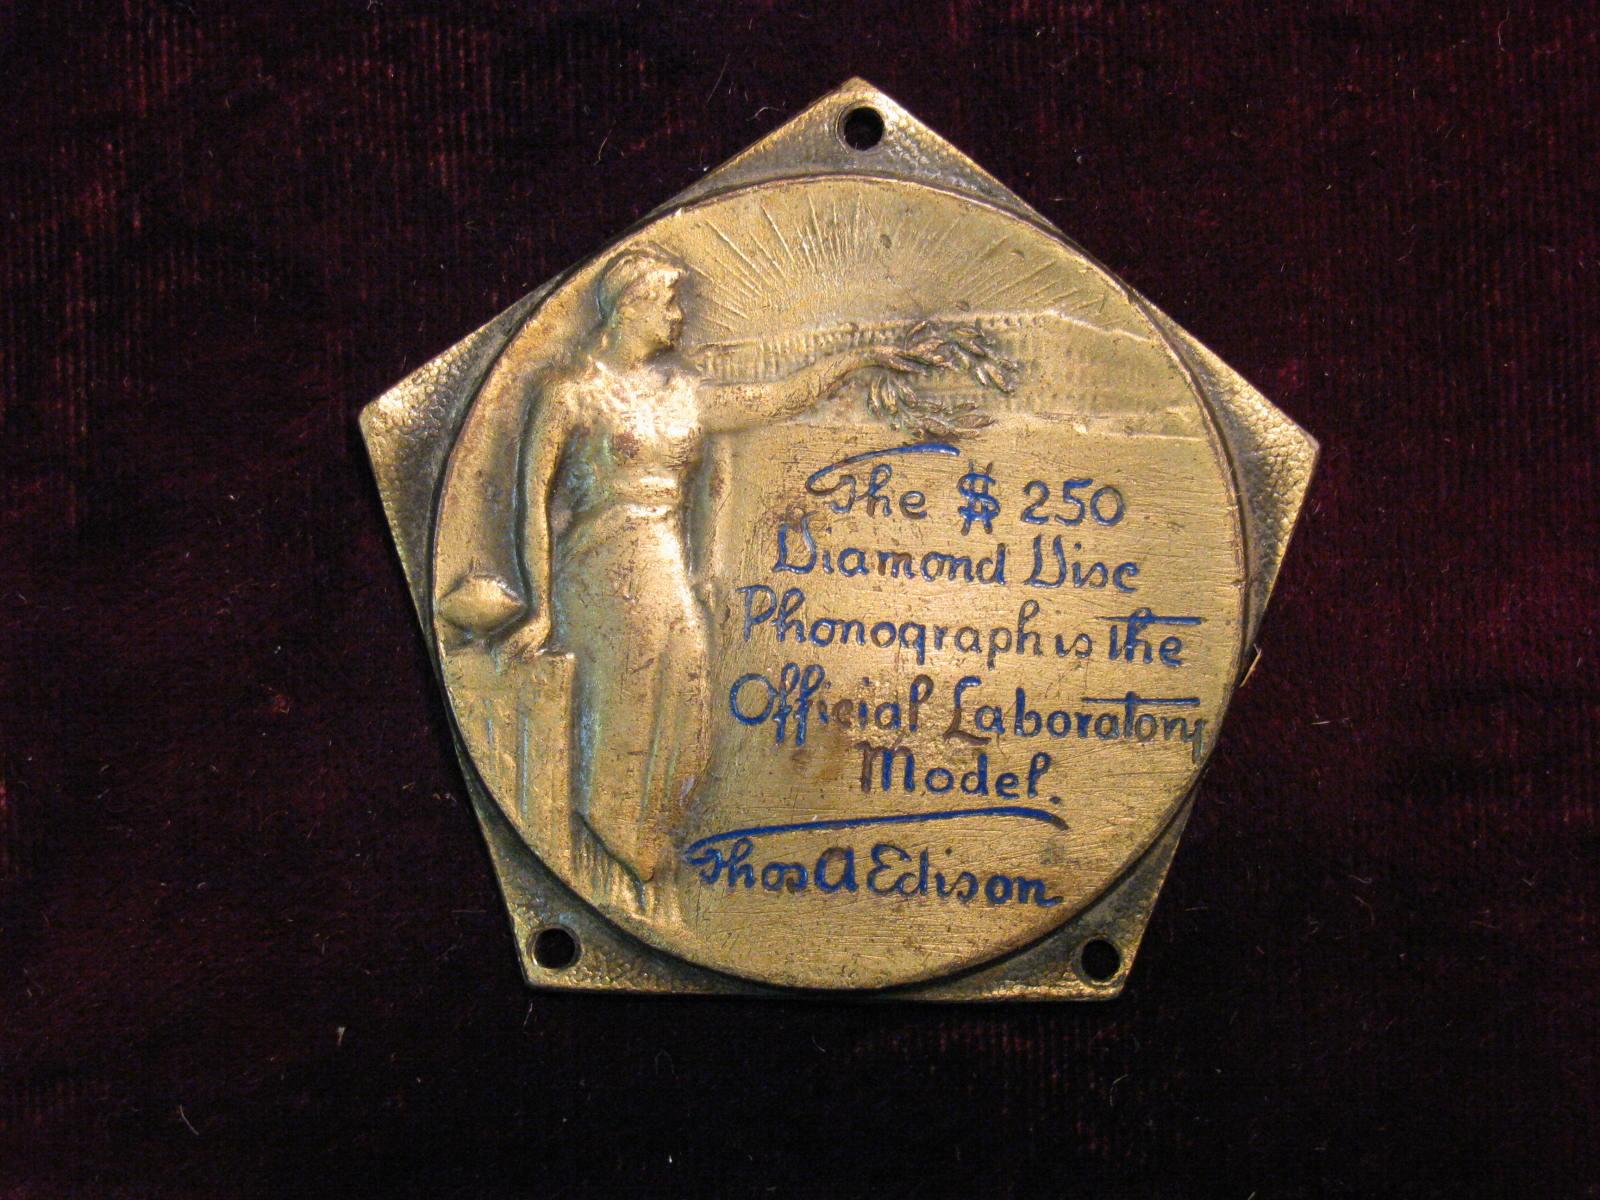 The $ 250
Diamond Disc
Phonograph is the
Official Laboratory
Model.
Thos A Edison